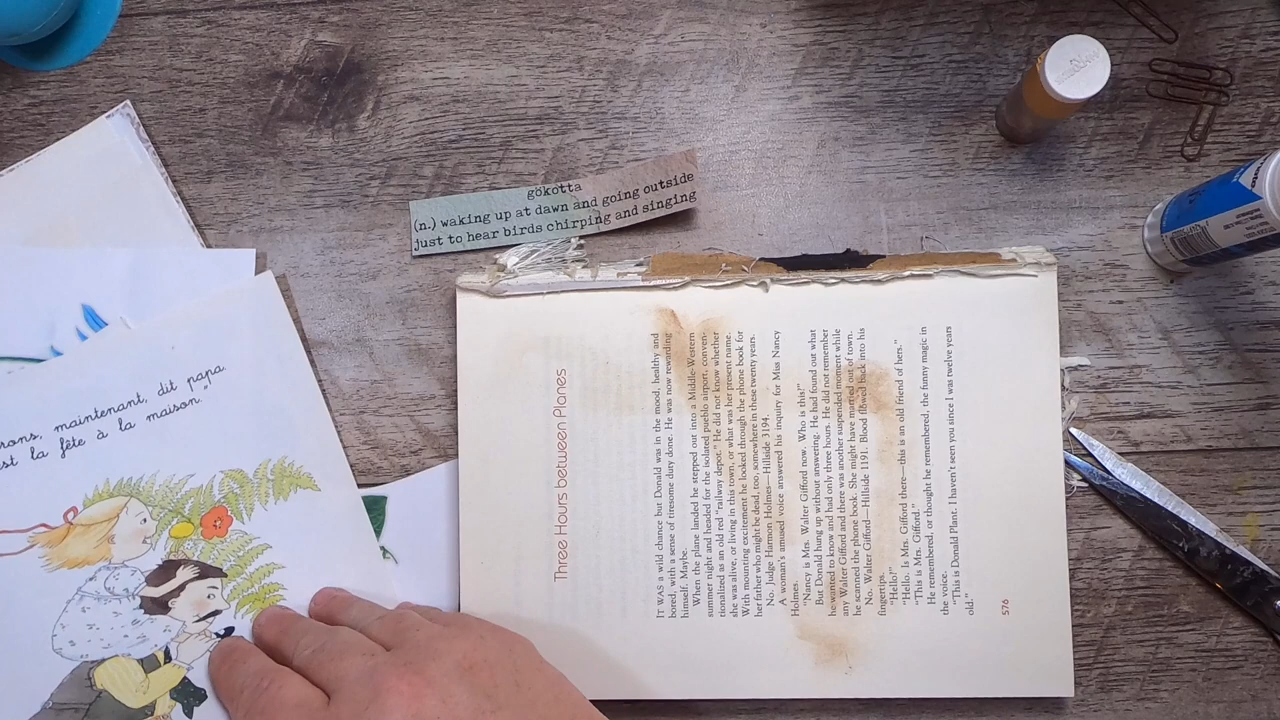 gökotta
(n.) waking up at dawn and going outside
just to hear birds chirping and singing
rons, maintenant, dit papa.
st la fête à la maison."
Three Hours between Planes
IT WAS a wild chance but Donald was in the mood, healthy and
bored, with a sense of tiresome duty done. He was now rewarding
himself. Maybe.
When the plane landed he stepped out into a Middle-Western
summer night and headed for the isolated pueblo airport, conven-
tionalized as an old red "railway depot." He did not know whether
she was alive, or living in this town, or what was her present name.
With mounting excitement he looked through the phone book for
her father who might be dead, too, somewhere in these twenty years.
No. Judge Harmon Holmes—Hillside 3194.
A woman's amused voice answered his inquiry for Miss Nancy
Holmes.
"Nancy is Mrs. Walter Gifford now. Who is this?"
But Donald hung up without answering. He had found out what
he wanted to know and had only three hours. He did not remember
any Walter Gifford and there was another suspended moment while
he scanned the phone book. She might have married out of town.
No. Walter Gifford—Hillside 1191. Blood flowed back into his
fingertips.
"Hello?"
"Hello. Is Mrs. Gifford there—this is an old friend of hers."
"This is Mrs. Gifford."
He remembered, or thought he remembered, the funny magic in
the voice.
"This is Donald Plant. I haven't seen you since I was twelve years
old."
576